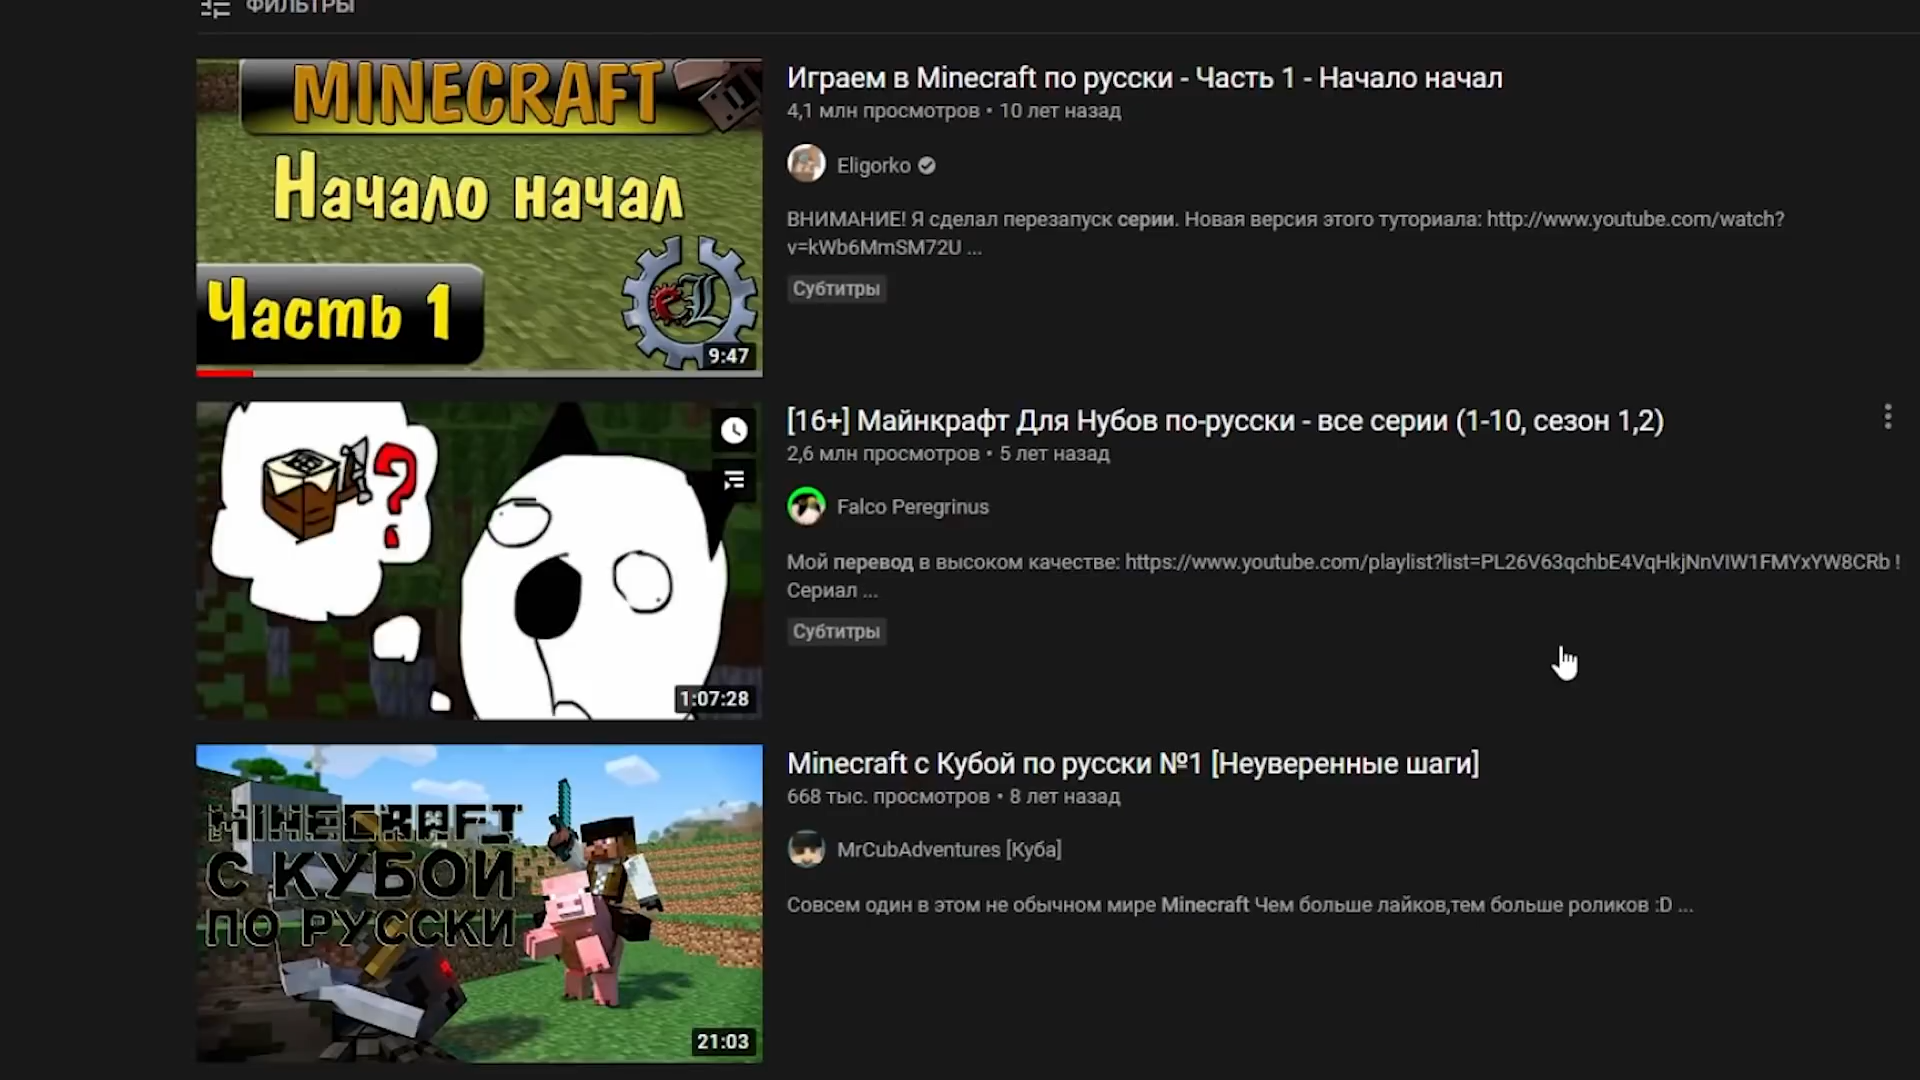 ФИЛЬТРЫ
MINECRAFT
Начало начал
Часть 1
9:47
Играем в Minecraft по русски - Часть 1 - Начало начал
4,1 млн просмотров • 10 лет назад
Eligorko
ВНИМАНИЕ! Я сделал перезапуск серии. Новая версия этого туториала: http://www.youtube.com/watch?
v=kWb6MmSM72U ...
Субтитры
?
1:07:28
[16+] Майнкрафт Для Нубов по-русски - все серии (1-10, сезон 1,2)
2,6 млн просмотров • 5 лет назад
Falco Peregrinus
Мой перевод в высоком качестве: https://www.youtube.com/playlist?list=PL26V63qchbE4VqHkjNnVIW1FMYxYW8CRb !
Сериал ...
Субтитры
MINECRAFT
С КУБОЙ
ПО РУССКИ
21:03
Minecraft с Кубой по русски №1 [Неуверенные шаги]
668 тыс. просмотров • 8 лет назад
MrCubAdventures [Куба]
Совсем один в этом не обычном мире Minecraft Чем больше лайков,тем больше роликов :D ...